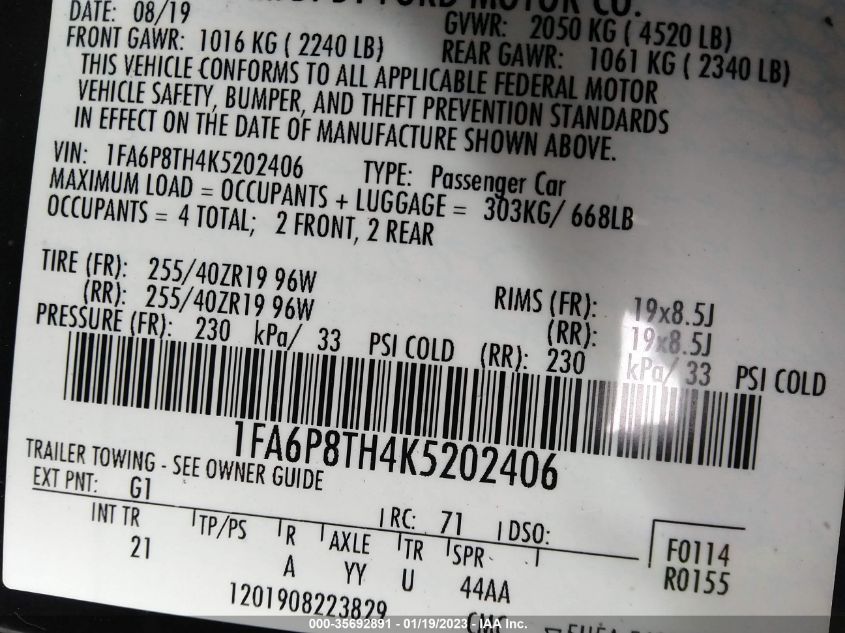 BY FORD MOTOR CO.
DATE: 08/19 GVWR: 2050 KG ( 4520 LB)
FRONT GAWR: 1016 KG ( 2240 LB) REAR GAWR: 1061 KG ( 2340 LB)
THIS VEHICLE CONFORMS TO ALL APPLICABLE FEDERAL MOTOR
VEHICLE SAFETY, BUMPER, AND THEFT PREVENTION STANDARDS
IN EFFECT ON THE DATE OF MANUFACTURE SHOWN ABOVE.
VIN: 1FA6P8TH4K5202406 TYPE: Passenger Car
MAXIMUM LOAD = OCCUPANTS + LUGGAGE = 303KG/ 668LB
OCCUPANTS = 4 TOTAL; 2 FRONT, 2 REAR
TIRE (FR): 255/40ZR19 96W RIMS (FR): 19x8.5J
(RR): 255/40ZR19 96W (RR): 19x8.5J
PRESSURE (FR): 230 kPa/ 33 PSI COLD (RR): 230 kPa/ 33 PSI COLD
1FA6P8TH4K5202406
TRAILER TOWING - SEE OWNER GUIDE
EXT PNT: G1 RC: 71 DSO:
INT TR TP/PS R AXLE TR SPR F0114
21 A YY U 44AA R0155
1201908223829
000-35692891 - 01/19/2023 - IAA Inc.